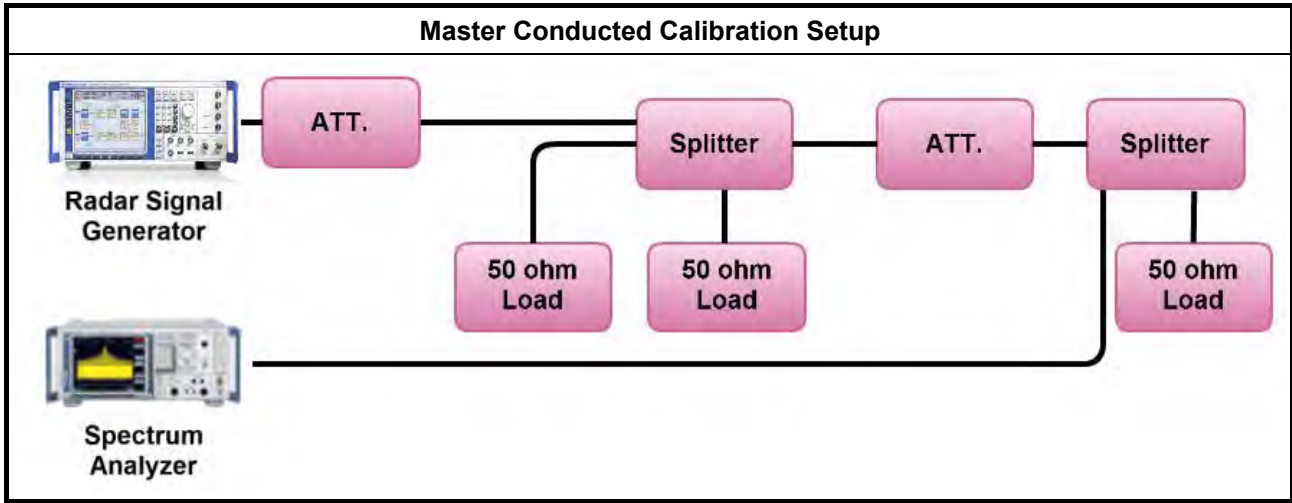 Master Conducted Calibration Setup
ATT.
Splitter
ATT.
Splitter
Radar Signal
Generator
50 ohm
Load
50 ohm
Load
50 ohm
Load
Spectrum
Analyzer